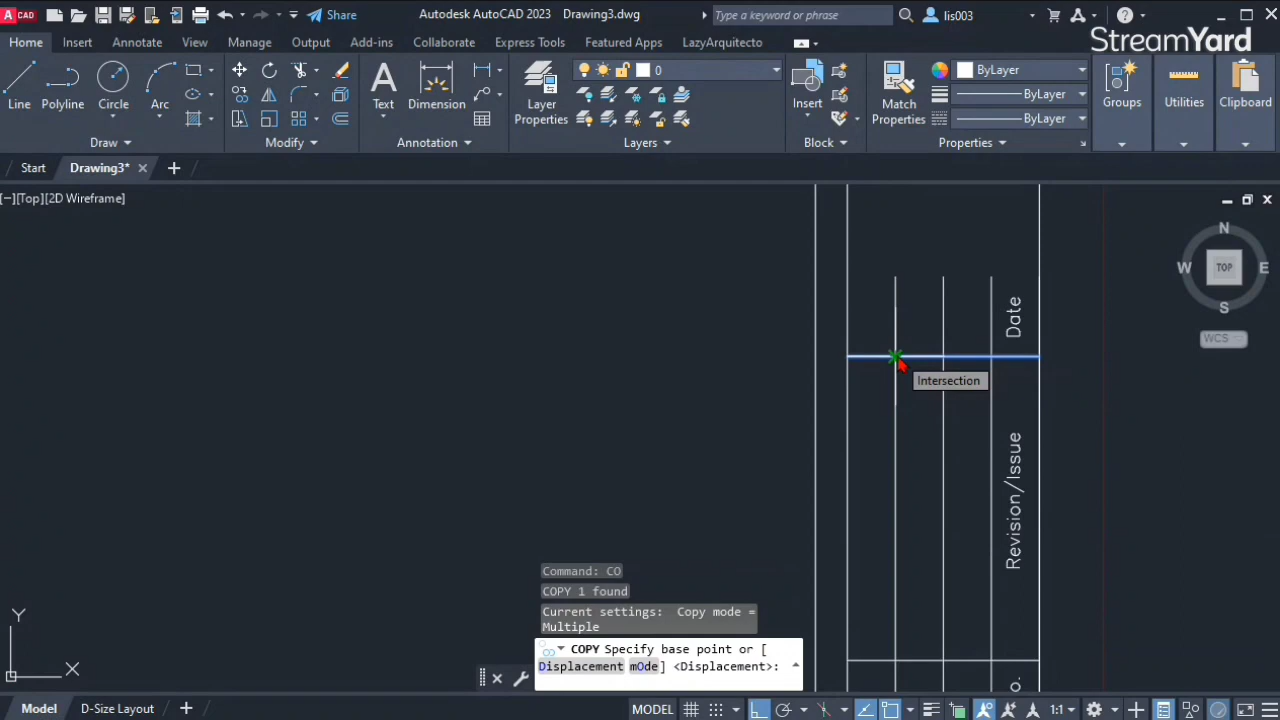 CAD
Share
Autodesk AutoCAD 2023 Drawing3.dwg
Type a keyword or phrase
lis003
StreamYard
Home Insert Annotate View Manage Output Add-ins Collaborate Express Tools Featured Apps LazyArquitecto
Line Polyline Circle Arc
Text Dimension
Layer Properties
0
Insert
Match Properties
ByLayer
ByLayer
ByLayer
Groups Utilities Clipboard
Draw Modify Annotation Layers Block Properties
Start Drawing3*
[−][Top][2D Wireframe]
N
W TOP E
S
WCS
Date
Intersection
Revision/Issue
o.
Command: CO
COPY 1 found
Current settings: Copy mode =
Multiple
COPY Specify base point or [
Displacement mOde] <Displacement>:
Y
X
Model D-Size Layout
MODEL 1:1